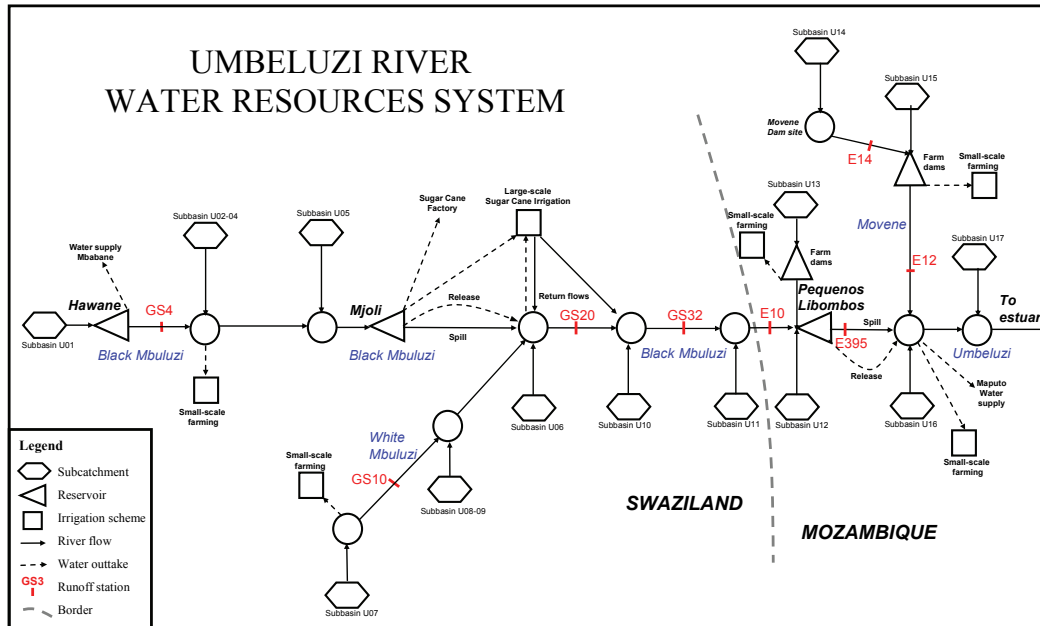 UMBELUZI RIVER
WATER RESOURCES SYSTEM
Subbasin U14
Subbasin U15
Movene
Dam site
E14
Farm
dams
Small-scale
farming
Subbasin U13
Small-scale
farming
Farm
dams
Movene
E12
Subbasin U17
Subbasin U02-04
Subbasin U05
Sugar Cane
Factory
Large-scale
Sugar Cane Irrigation
Water supply
Mbabane
Hawane
GS4
Subbasin U01
Black Mbuluzi
Small-scale
farming
Mjoli
Release
Spill
Black Mbuluzi
Return flows
GS20
GS32
Black Mbuluzi
E10
Pequenos
Libombos
Spill
E395
Release
To
estuar
Umbeluzi
Maputo
Water
supply
Small-scale
farming
Subbasin U06
Subbasin U10
Subbasin U11
Subbasin U12
Subbasin U16
White
Mbuluzi
Small-scale
farming
GS10
Subbasin U08-09
Subbasin U07
SWAZILAND
MOZAMBIQUE
Legend
Subcatchment
Reservoir
Irrigation scheme
River flow
Water outtake
GS3
Runoff station
Border